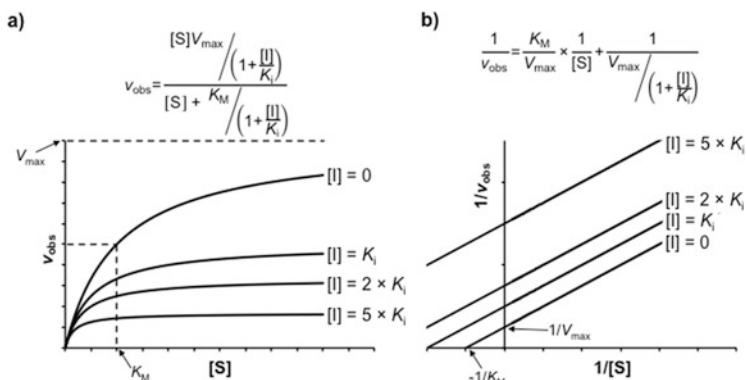 a)
v_obs = [S]V_max / (1 + [I]/K_i) / [S] + K_M / (1 + [I]/K_i)
V_max
[I] = 0
[I] = K_i
[I] = 2 × K_i
[I] = 5 × K_i
v_obs
K_M
[S]
b)
1/v_obs = K_M/V_max × 1/[S] + 1 / V_max / (1 + [I]/K_i)
[I] = 5 × K_i
[I] = 2 × K_i
[I] = K_i
[I] = 0
1/v_obs
1/V_max
-1/K_M
1/[S]